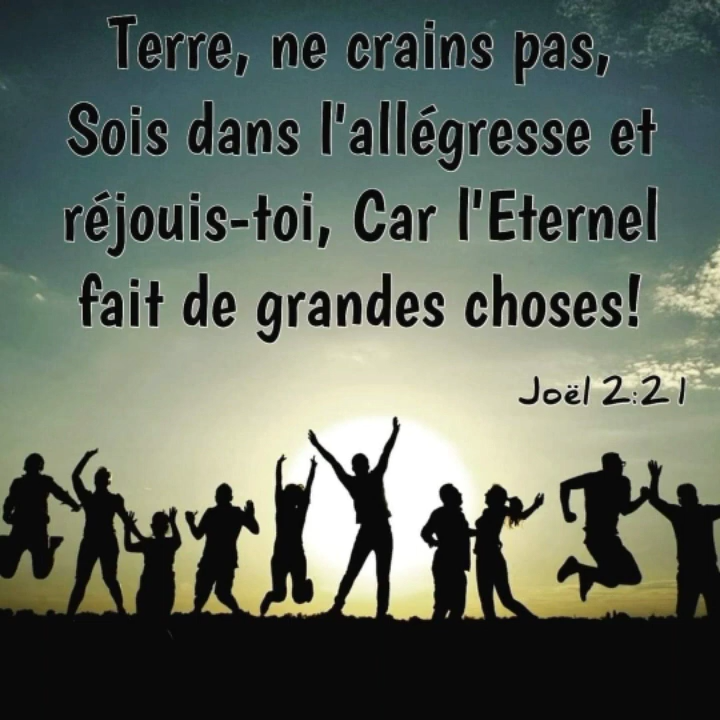 Terre, ne crains pas,
Sois dans l'allégresse et
réjouis-toi, Car l'Eternel
fait de grandes choses!
Joël 2:21